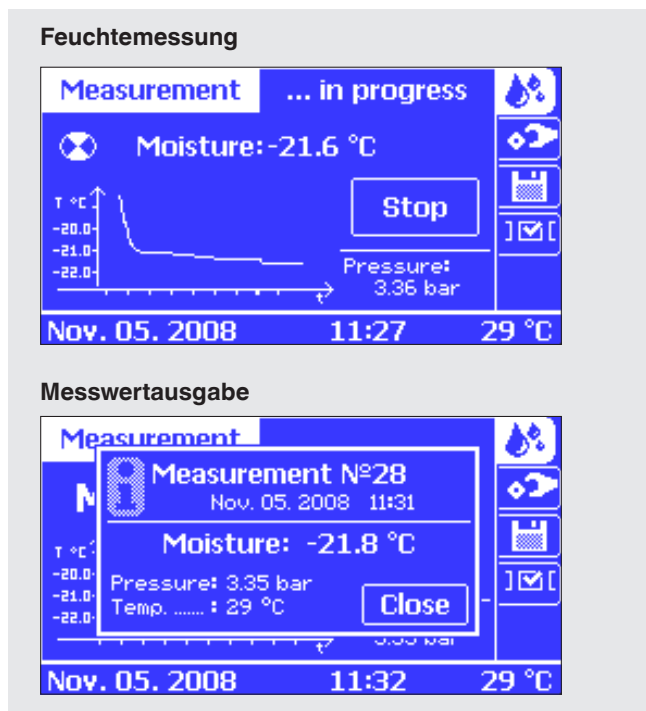 Feuchtemessung
Measurement ... in progress
Moisture:-21.6 °C
T °C
-20.0
-21.0
-22.0
t
Stop
Pressure:
3.36 bar
Nov. 05. 2008 11:27 29 °C
Messwertausgabe
Measurement
Measurement Nº28
Nov. 05. 2008 11:31
Moisture: -21.8 °C
Pressure: 3.35 bar
Temp. ...... : 29 °C
Close
T °C
-20.0
-21.0
-22.0
t
Nov. 05. 2008 11:32 29 °C